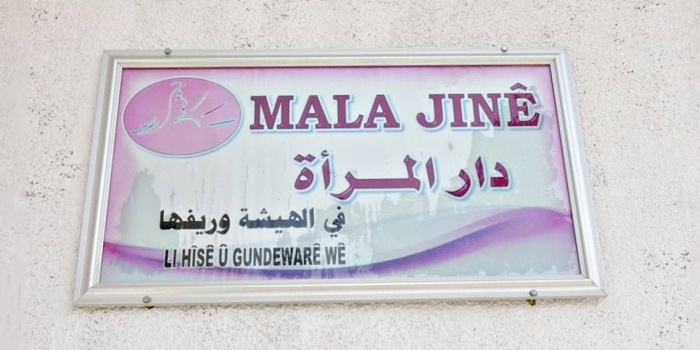 MALA JINÊ
دار المرأة
في الهيشة وريفها
LI HÎŞÊ Û GUNDEWARÊ WÊ